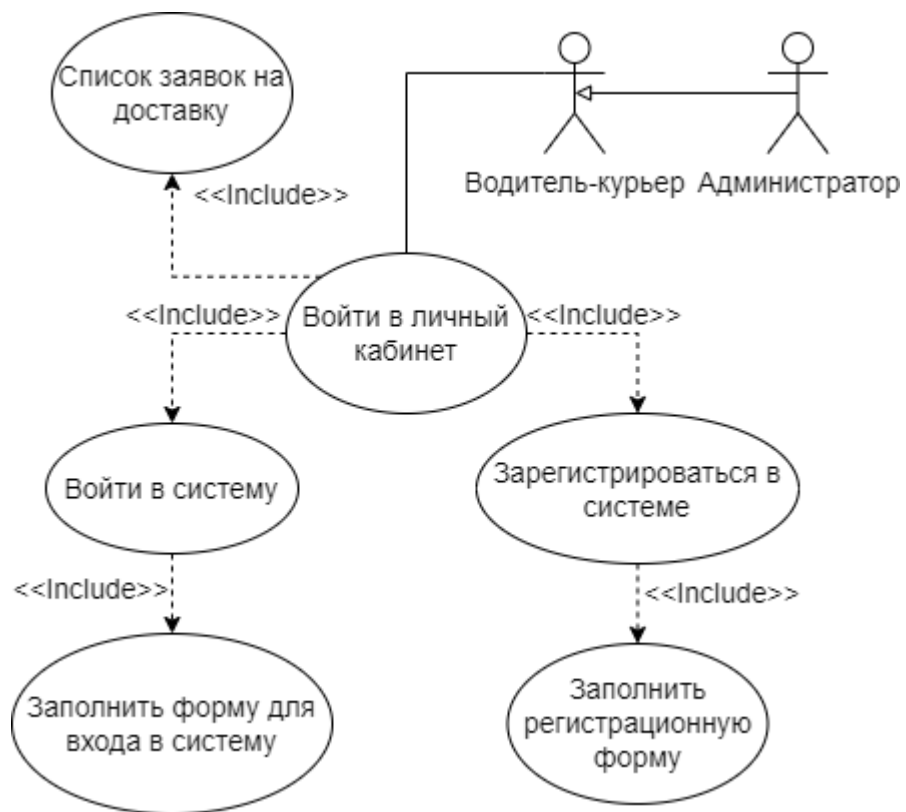 Список заявок на
доставку
Водитель-курьер
Администратор
<<Include>>
Войти в личный
кабинет
<<Include>>
<<Include>>
Войти в систему
Зарегистрироваться в
системе
<<Include>>
<<Include>>
Заполнить форму для
входа в систему
Заполнить
регистрационную
форму